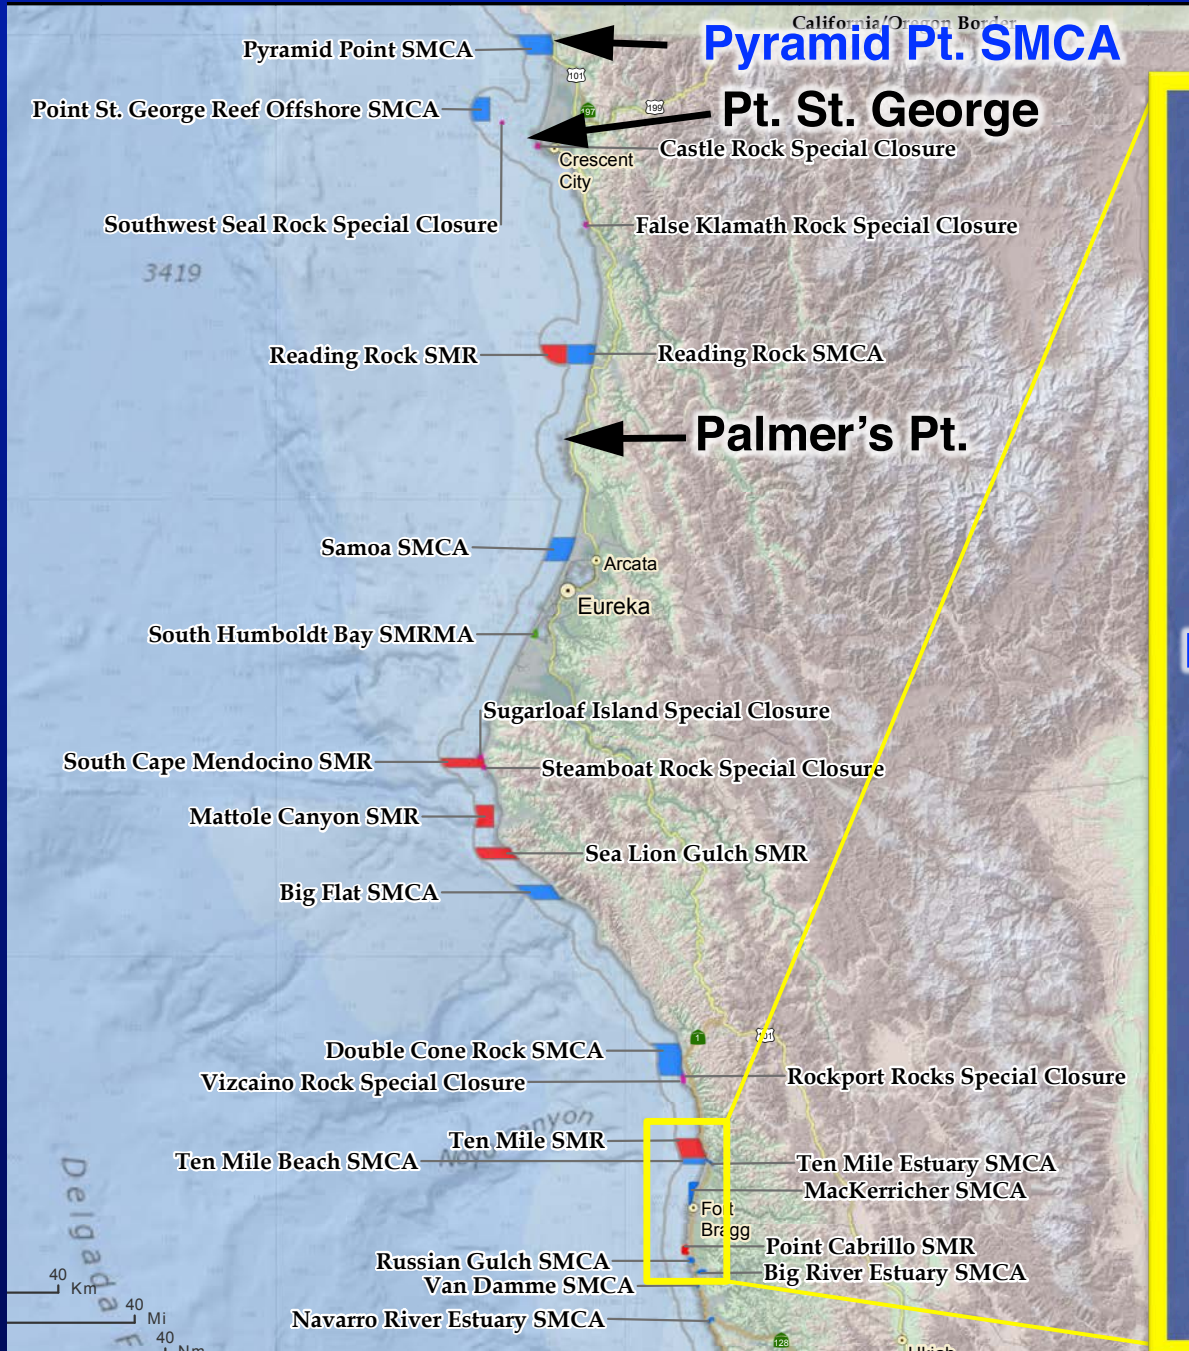 California/Oregon Border
Pyramid Point SMCA
Pyramid Pt. SMCA
101
Point St. George Reef Offshore SMCA
197
199
Pt. St. George
Castle Rock Special Closure
Crescent
City
Southwest Seal Rock Special Closure
False Klamath Rock Special Closure
3419
Reading Rock SMR
Reading Rock SMCA
Palmer's Pt.
Samoa SMCA
Arcata
Eureka
South Humboldt Bay SMRMA
Sugarloaf Island Special Closure
South Cape Mendocino SMR
Steamboat Rock Special Closure
Mattole Canyon SMR
Sea Lion Gulch SMR
Big Flat SMCA
1
101
Double Cone Rock SMCA
Vizcaino Rock Special Closure
Rockport Rocks Special Closure
Noyo Canyon
Ten Mile SMR
Ten Mile Beach SMCA
Ten Mile Estuary SMCA
MacKerricher SMCA
Fort
Bragg
Delgada F
Point Cabrillo SMR
Russian Gulch SMCA
Big River Estuary SMCA
Van Damme SMCA
40
Km
40
Mi
Navarro River Estuary SMCA
40
Nm
128
Ukiah